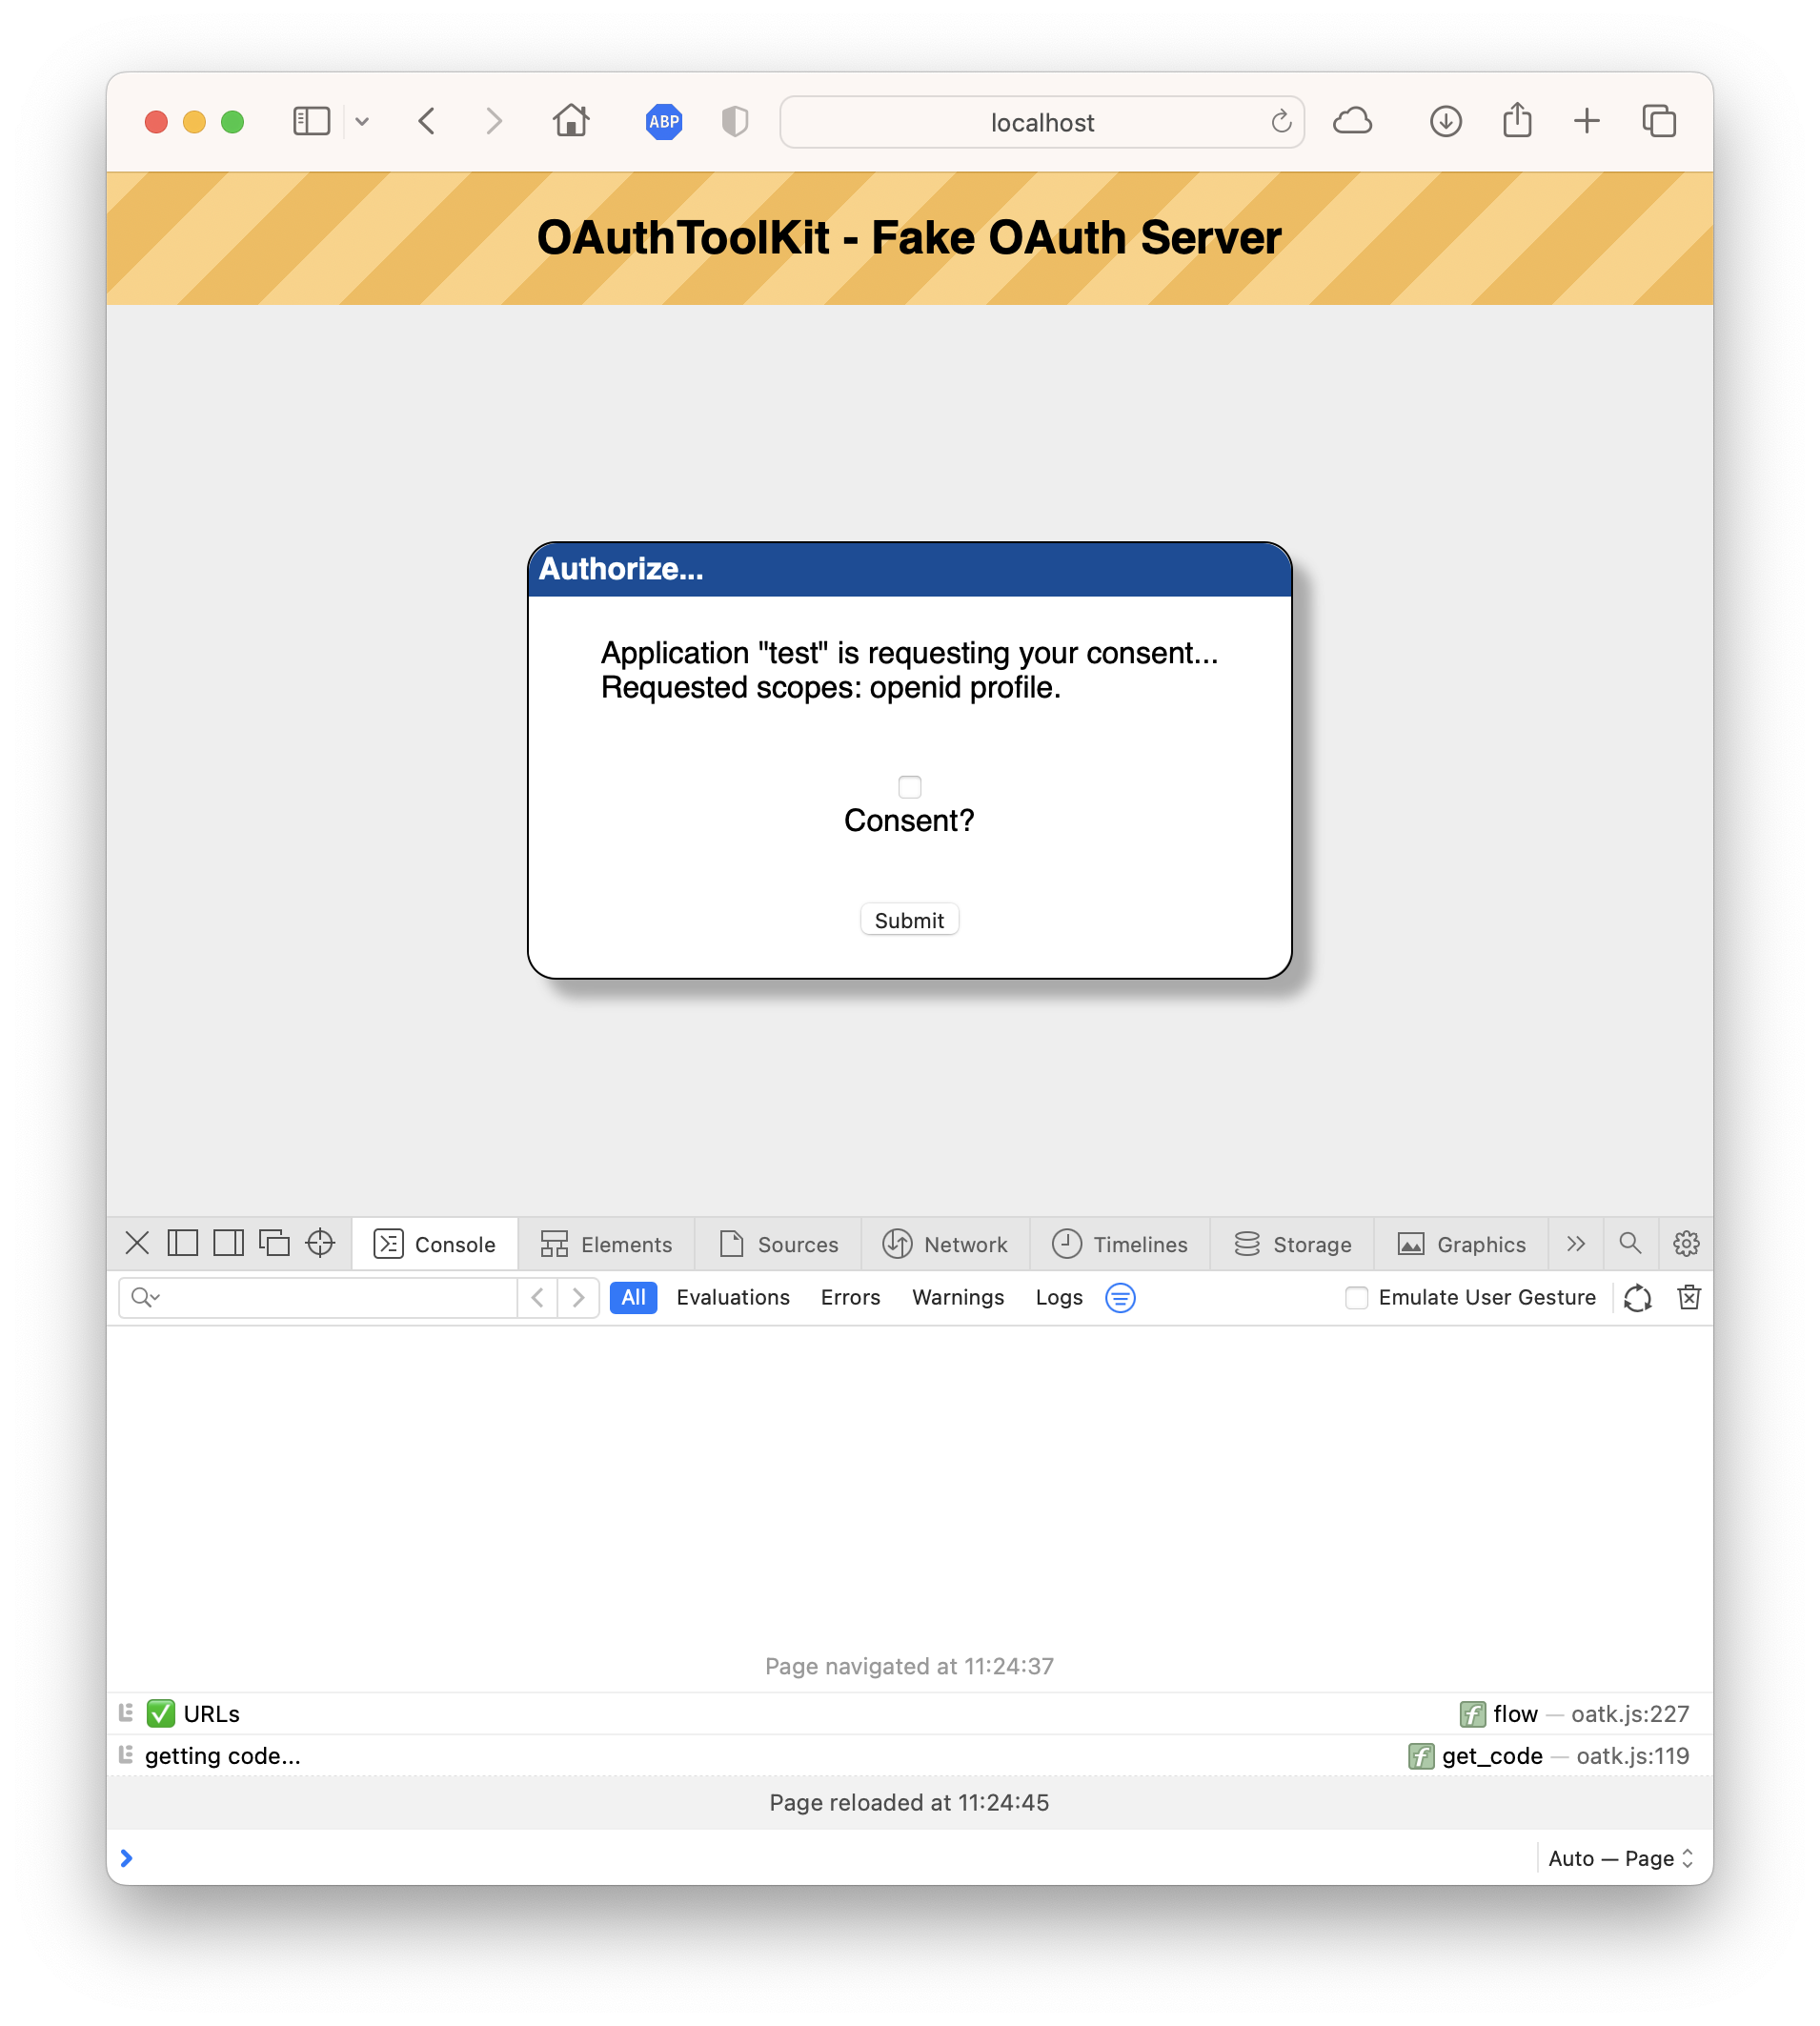 ABP
localhost
OAuthToolKit - Fake OAuth Server
Authorize...
Application "test" is requesting your consent...
Requested scopes: openid profile.
Consent?
Submit
Console Elements Sources Network Timelines Storage Graphics
All Evaluations Errors Warnings Logs Emulate User Gesture
Page navigated at 11:24:37
✅ URLs f flow — oatk.js:227
getting code... f get_code — oatk.js:119
Page reloaded at 11:24:45
Auto — Page